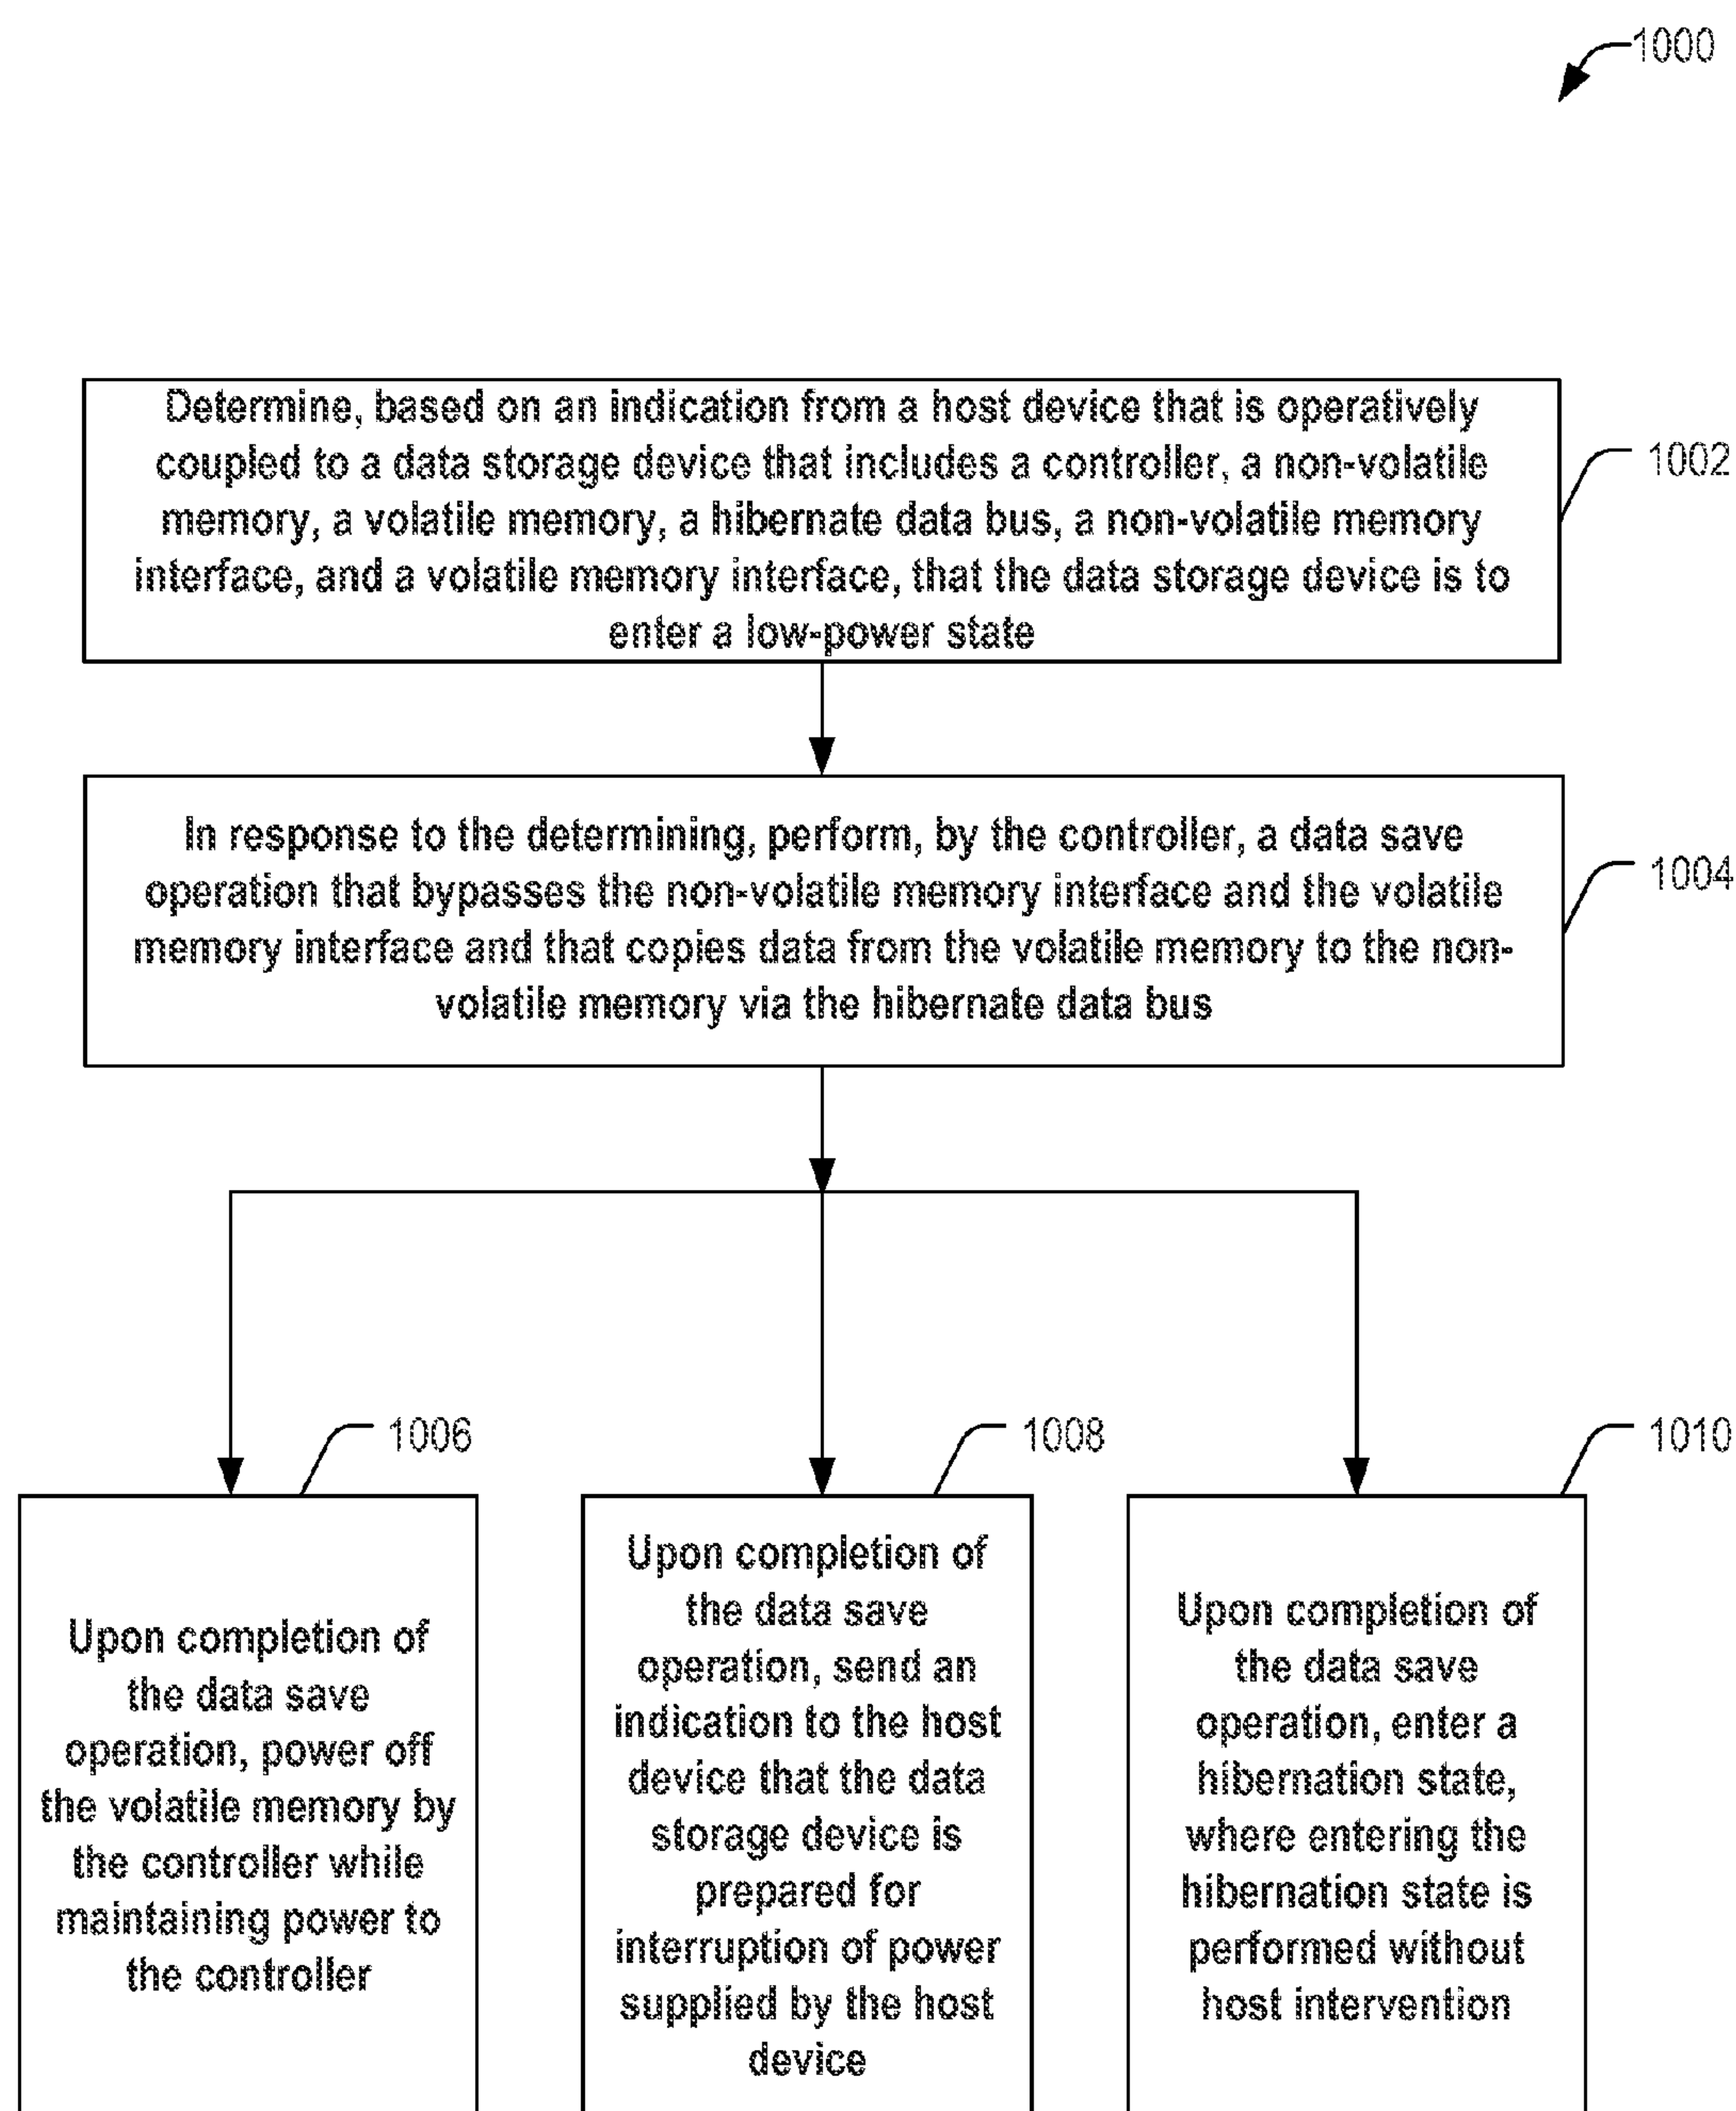 1000
Determine, based on an indication from a host device that is operatively
coupled to a data storage device that includes a controller, a non-volatile
memory, a volatile memory, a hibernate data bus, a non-volatile memory
interface, and a volatile memory interface, that the data storage device is to
enter a low-power state
1002
In response to the determining, perform, by the controller, a data save
operation that bypasses the non-volatile memory interface and the volatile
memory interface and that copies data from the volatile memory to the non-
volatile memory via the hibernate data bus
1004
1006
Upon completion of
the data save
operation, power off
the volatile memory by
the controller while
maintaining power to
the controller
1008
Upon completion of
the data save
operation, send an
indication to the host
device that the data
storage device is
prepared for
interruption of power
supplied by the host
device
1010
Upon completion of
the data save
operation, enter a
hibernation state,
where entering the
hibernation state is
performed without
host intervention